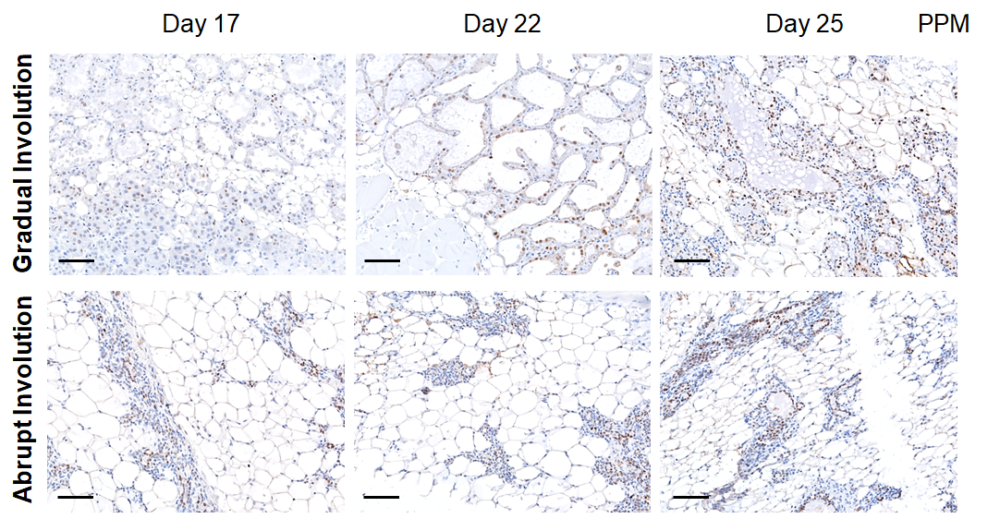 Day 17 Day 22 Day 25 PPM
Gradual Involution
Abrupt Involution